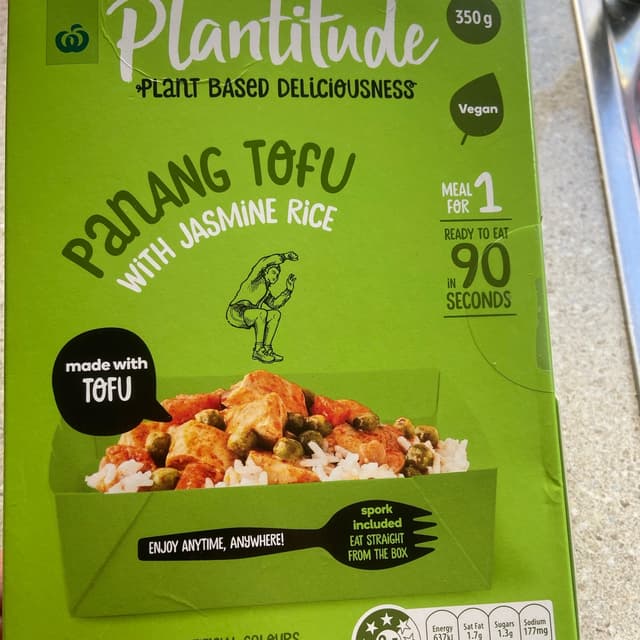 Plantitude
350 g
PLANT BASED DELICIOUSNESS
Vegan
PANANG TOFU
WITH JASMINE RICE
MEAL
FOR 1
READY TO EAT
IN 90
SECONDS
made with
TOFU
spork
included
EAT STRAIGHT
FROM THE BOX
ENJOY ANYTIME, ANYWHERE!
COLOURS
Energy
Sat Fat
1.7g
Sugars
1.3g
Sodium
177mg